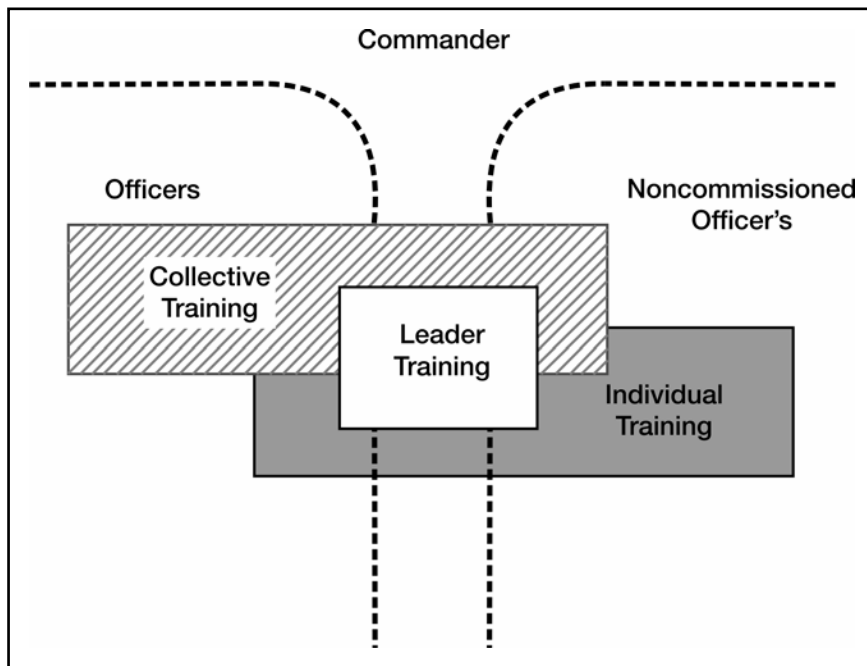 Commander
Officers
Noncommissioned
Officer's
Collective
Training
Leader
Training
Individual
Training